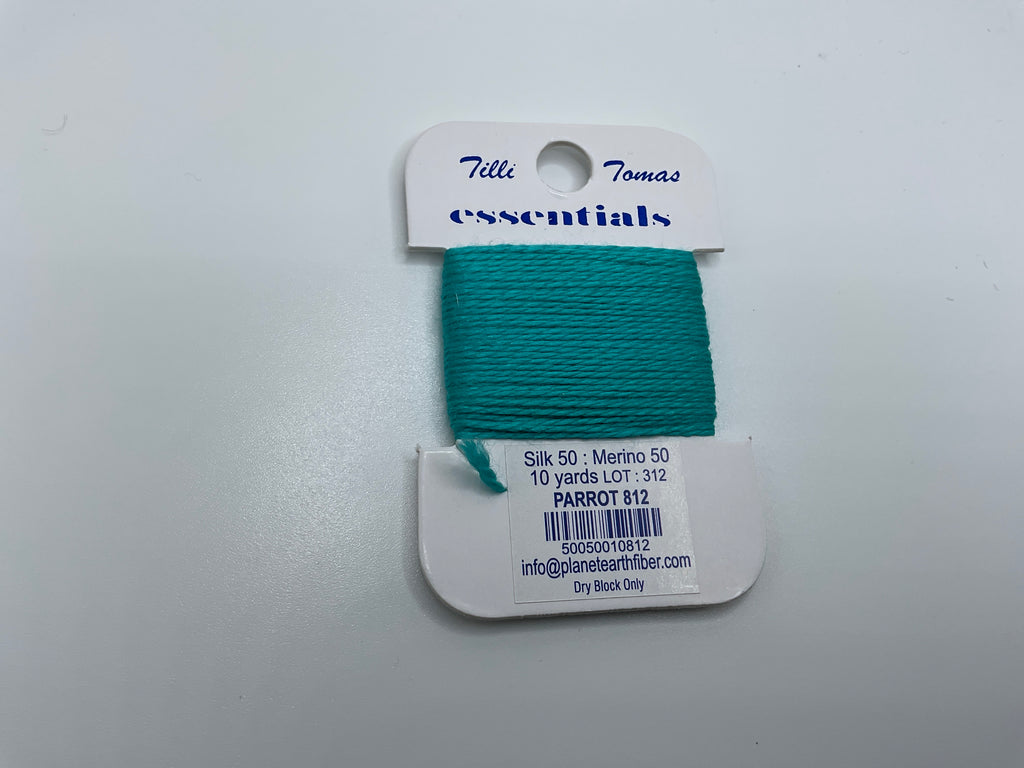 Tilli Tomas
essentials
Silk 50 : Merino 50
10 yards LOT : 312
PARROT 812
50050010812
info@planetearthfiber.com
Dry Block Only